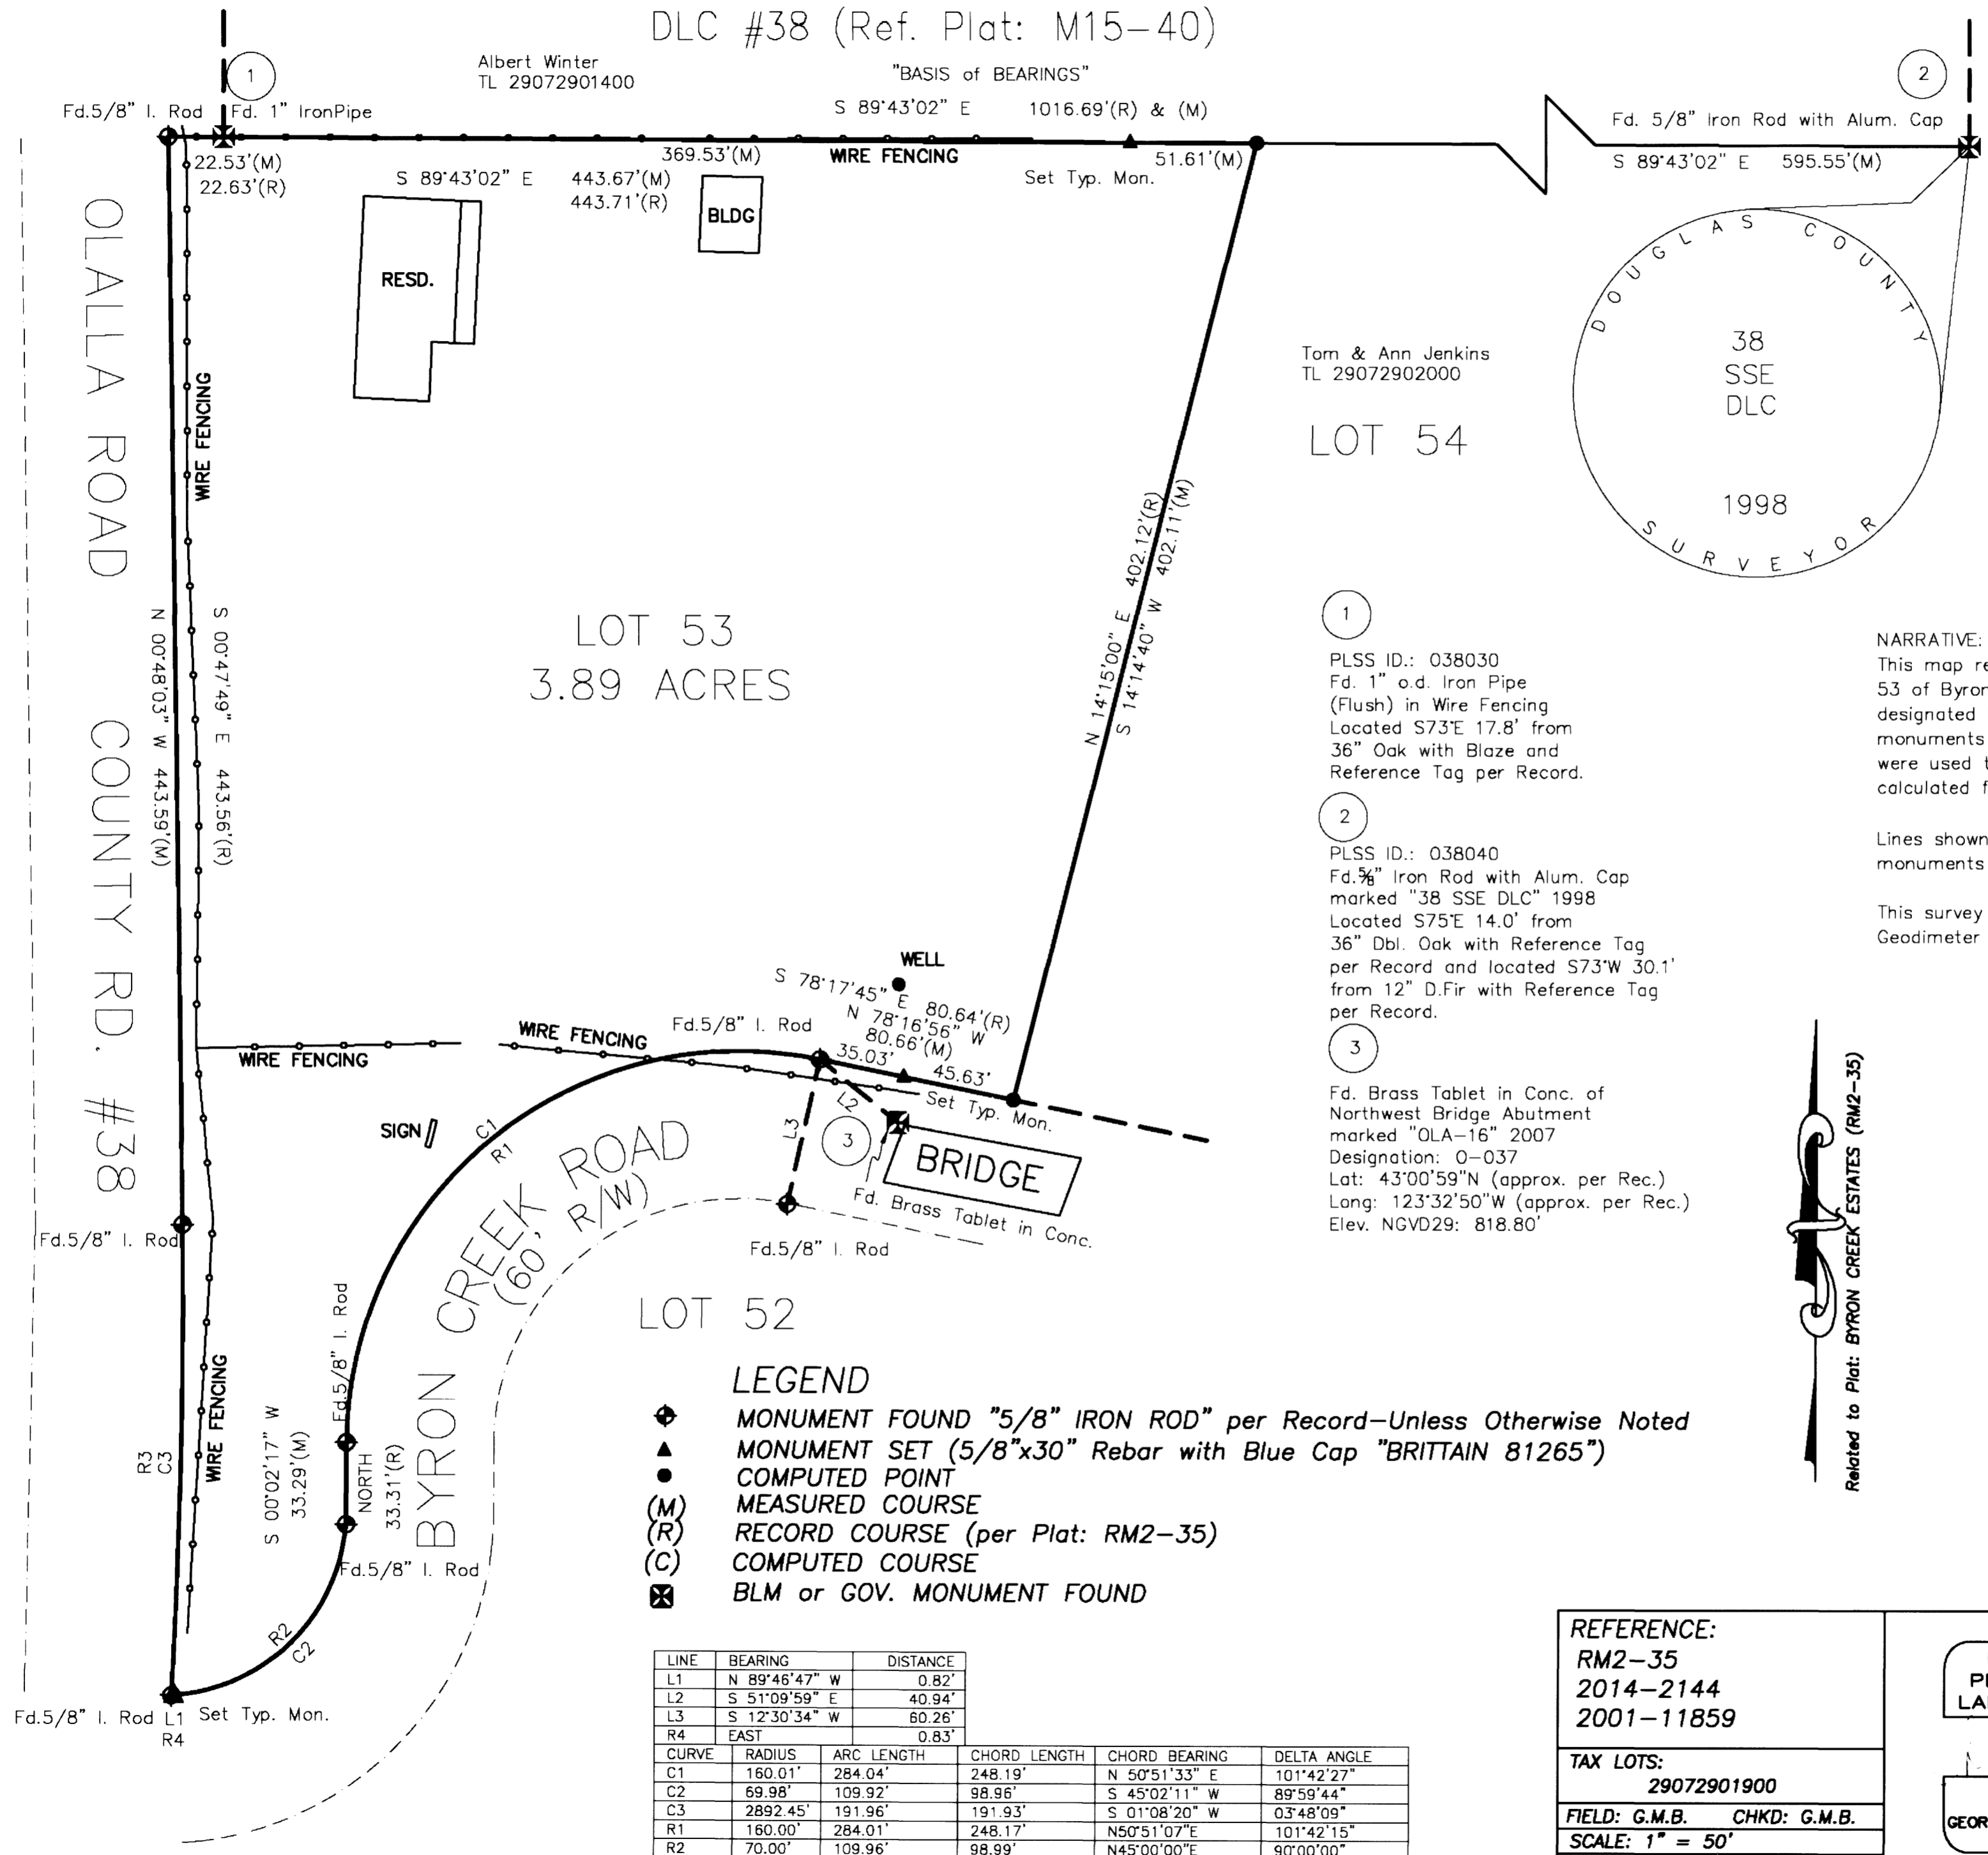 DLC #38 (Ref. Plat: M15-40)
Albert Winter
TL 29072901400
"BASIS of BEARINGS"
S 89°43'02" E 1016.69'(R) & (M)
1
2
Fd.5/8" I. Rod
Fd. 1" IronPipe
Fd. 5/8" Iron Rod with Alum. Cap
S 89°43'02" E 595.55'(M)
22.53'(M)
22.63'(R)
369.53'(M)
WIRE FENCING
51.61'(M)
Set Typ. Mon.
S 89°43'02" E 443.67'(M)
443.71'(R)
RESD.
BLDG
OLALLA ROAD COUNTY RD. #38
WIRE FENCING
N 00°48'03" W 443.59'(M)
S 00°47'49" E 443.56'(R)
DOUGLAS COUNTY
38
SSE
DLC
1998
SURVEYOR
Tom & Ann Jenkins
TL 29072902000
LOT 54
N 14°15'00" E 402.12'(R)
S 14°14'40" W 402.11'(M)
LOT 53
3.89 ACRES
1
PLSS ID.: 038030
Fd. 1" o.d. Iron Pipe
(Flush) in Wire Fencing
Located S73°E 17.8' from
36" Oak with Blaze and
Reference Tag per Record.
2
PLSS ID.: 038040
Fd.⅝" Iron Rod with Alum. Cap
marked "38 SSE DLC" 1998
Located S75°E 14.0' from
36" Dbl. Oak with Reference Tag
per Record and located S73°W 30.1'
from 12" D.Fir with Reference Tag
per Record.
3
Fd. Brass Tablet in Conc. of
Northwest Bridge Abutment
marked "OLA-16" 2007
Designation: O-037
Lat: 43°00'59"N (approx. per Rec.)
Long: 123°32'50"W (approx. per Rec.)
Elev. NGVD29: 818.80'
NARRATIVE:
This map re
53 of Byron
designated
monuments
were used t
calculated f
Lines shown
monuments
This survey
Geodimeter
WELL
S 78°17'45" E 80.64'(R)
N 78°16'56" W
80.66'(M)
35.03'
45.63'
Fd.5/8" I. Rod
WIRE FENCING
WIRE FENCING
Set Typ. Mon.
L2
L3
3
BRIDGE
Fd. Brass Tablet in Conc.
Fd.5/8" I. Rod
SIGN
C1
R1
BYRON CREEK ROAD
(60' R/W)
LOT 52
Fd.5/8" I. Rod
Fd.5/8" I. Rod
R3
C3
WIRE FENCING
S 00°02'17" W
33.29'(M)
NORTH
33.31'(R)
Fd.5/8" I. Rod
R2
C2
Fd.5/8" I. Rod L1 Set Typ. Mon.
R4
Related to Plat: BYRON CREEK ESTATES (RM2-35)
LEGEND
MONUMENT FOUND "5/8" IRON ROD" per Record-Unless Otherwise Noted
MONUMENT SET (5/8"x30" Rebar with Blue Cap "BRITTAIN 81265")
COMPUTED POINT
(M) MEASURED COURSE
(R) RECORD COURSE (per Plat: RM2-35)
(C) COMPUTED COURSE
BLM or GOV. MONUMENT FOUND
LINE BEARING DISTANCE
L1 N 89°46'47" W 0.82'
L2 S 51°09'59" E 40.94'
L3 S 12°30'34" W 60.26'
R4 EAST 0.83'
CURVE RADIUS ARC LENGTH CHORD LENGTH CHORD BEARING DELTA ANGLE
C1 160.01' 284.04' 248.19' N 50°51'33" E 101°42'27"
C2 69.98' 109.92' 98.96' S 45°02'11" W 89°59'44"
C3 2892.45' 191.96' 191.93' S 01°08'20" W 03°48'09"
R1 160.00' 284.01' 248.17' N50°51'07"E 101°42'15"
R2 70.00' 109.96' 98.99' N45°00'00"E 90°00'00"
REFERENCE:
RM2-35
2014-2144
2001-11859
TAX LOTS:
29072901900
FIELD: G.M.B. CHKD: G.M.B.
SCALE: 1" = 50'
LA
GEOR